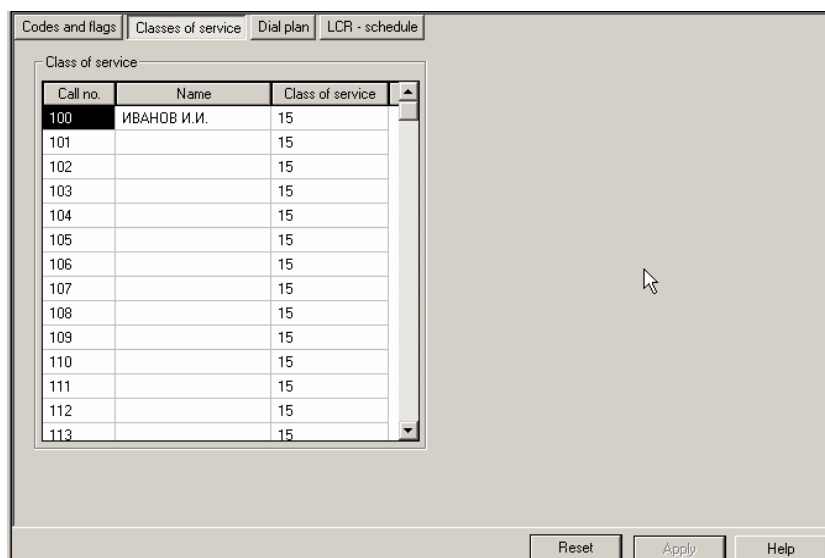 Codes and flags Classes of service Dial plan LCR - schedule
Class of service
Call no. Name Class of service
100 ИВАНОВ И.И. 15
101 15
102 15
103 15
104 15
105 15
106 15
107 15
108 15
109 15
110 15
111 15
112 15
113 15
Reset Apply Help